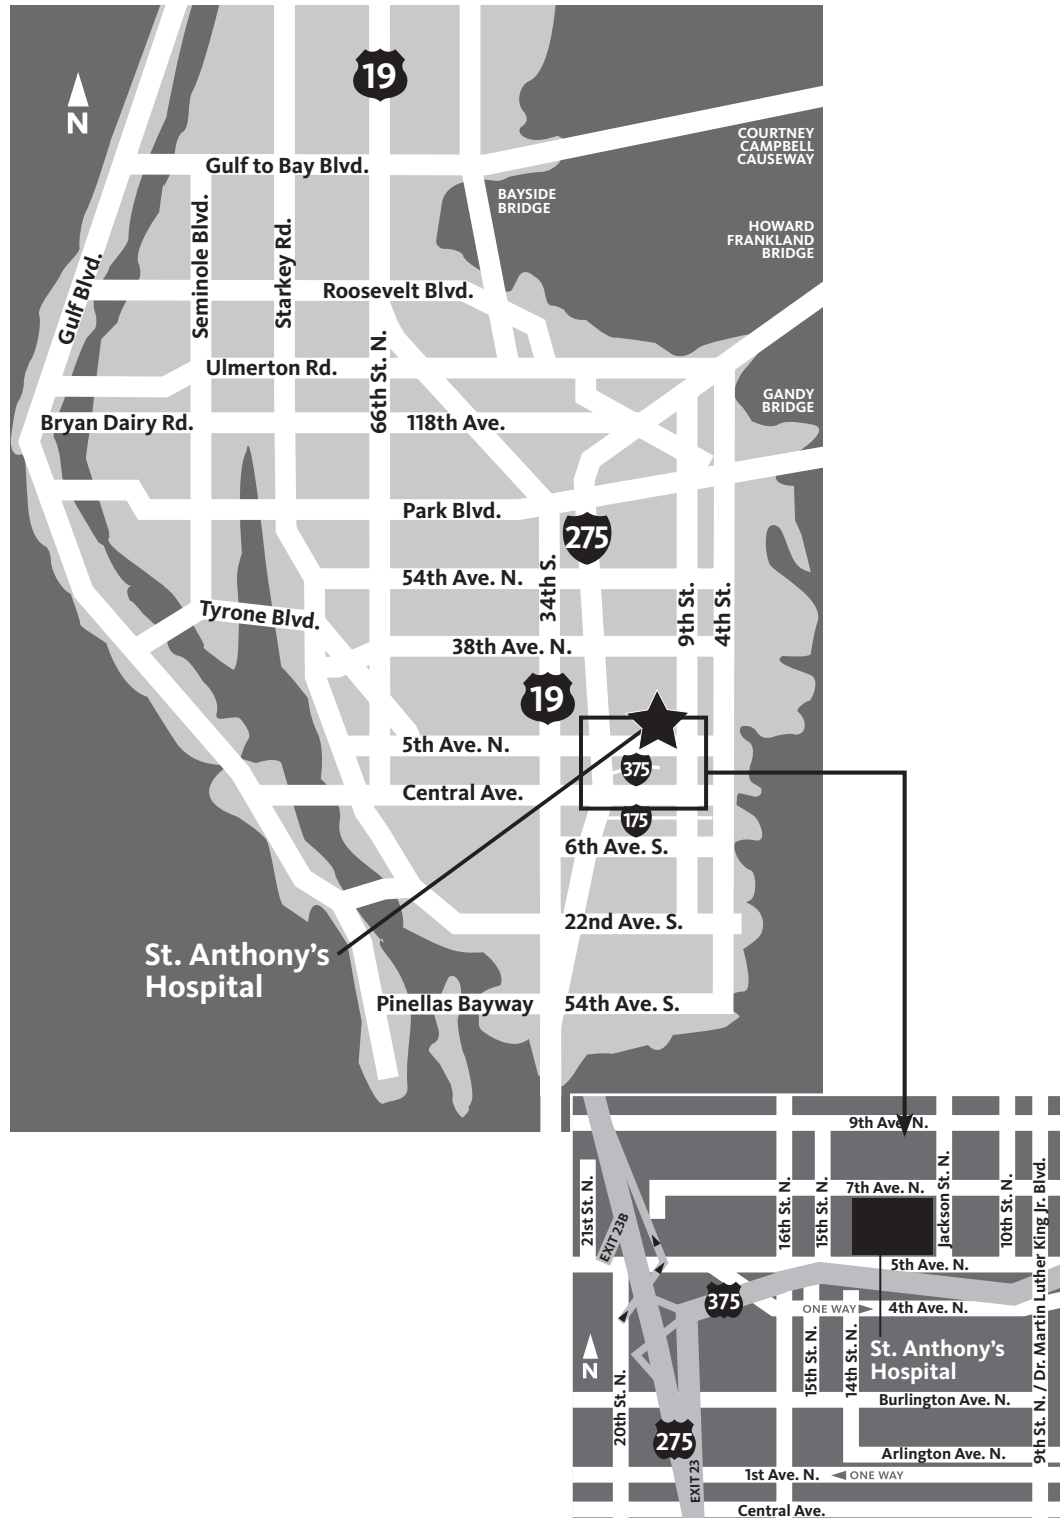 19
N
COURTNEY
CAMPBELL
CAUSEWAY
Gulf to Bay Blvd.
BAYSIDE
BRIDGE
HOWARD
FRANKLAND
BRIDGE
Gulf Blvd.
Seminole Blvd.
Starkey Rd.
Roosevelt Blvd.
66th St. N.
Ulmerton Rd.
GANDY
BRIDGE
Bryan Dairy Rd.
118th Ave.
Park Blvd.
275
34th S.
54th Ave. N.
9th St.
4th St.
Tyrone Blvd.
38th Ave. N.
19
5th Ave. N.
375
Central Ave.
175
6th Ave. S.
22nd Ave. S.
St. Anthony’s
Hospital
Pinellas Bayway
54th Ave. S.
9th Ave. N.
21st St. N.
EXIT 23B
16th St. N.
15th St. N.
7th Ave. N.
Jackson St. N.
10th St. N.
9th St. N. / Dr. Martin Luther King Jr. Blvd.
5th Ave. N.
375
ONE WAY
4th Ave. N.
N
15th St. N.
14th St. N.
St. Anthony’s
Hospital
20th St. N.
Burlington Ave. N.
275
Arlington Ave. N.
EXIT 23
1st Ave. N.
ONE WAY
Central Ave.